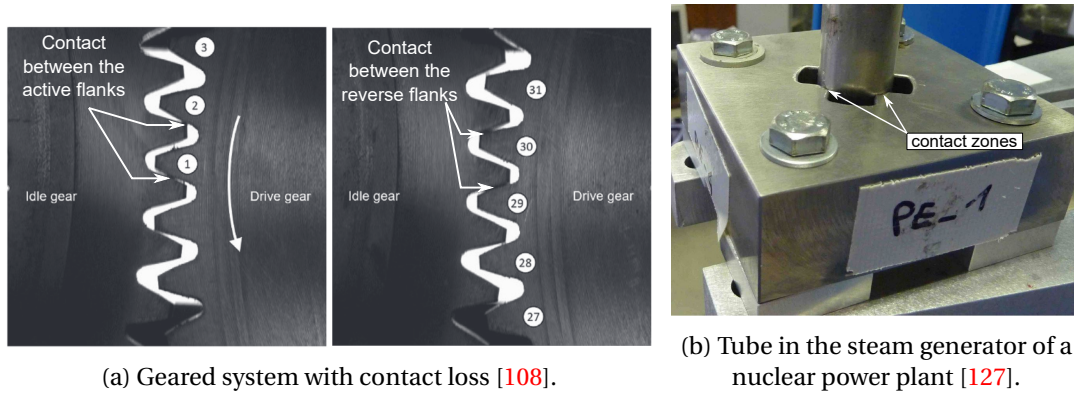 Contact
between the
active flanks
3
2
1
Idle gear
Drive gear
Contact
between the
reverse flanks
31
30
29
28
27
Idle gear
Drive gear
contact zones
PE_-1
(a) Geared system with contact loss [108].
(b) Tube in the steam generator of a
nuclear power plant [127].